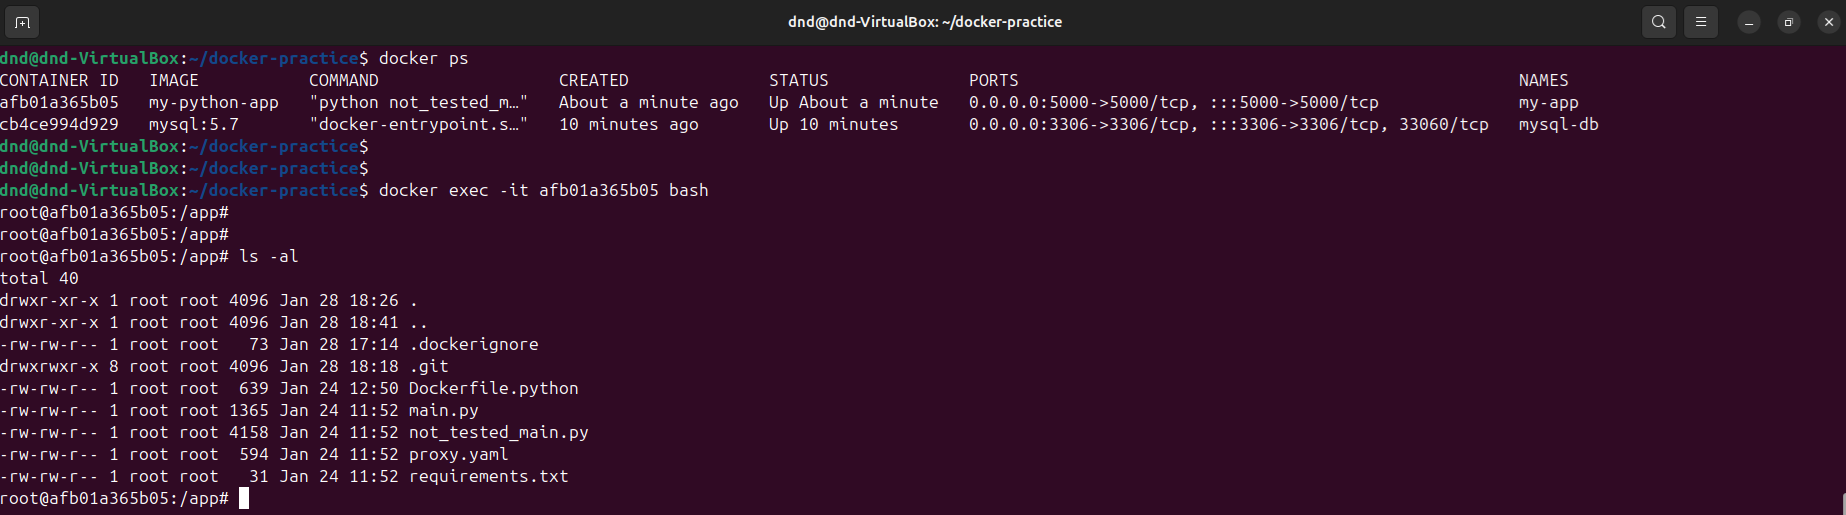 dnd@dnd-VirtualBox: ~/docker-practice
dnd@dnd-VirtualBox:~/docker-practice$ docker ps
CONTAINER ID   IMAGE           COMMAND                  CREATED              STATUS              PORTS                                                  NAMES
afb01a365b05   my-python-app   "python not_tested_m…"   About a minute ago   Up About a minute   0.0.0.0:5000->5000/tcp, :::5000->5000/tcp              my-app
cb4ce994d929   mysql:5.7       "docker-entrypoint.s…"   10 minutes ago       Up 10 minutes       0.0.0.0:3306->3306/tcp, :::3306->3306/tcp, 33060/tcp   mysql-db
dnd@dnd-VirtualBox:~/docker-practice$
dnd@dnd-VirtualBox:~/docker-practice$
dnd@dnd-VirtualBox:~/docker-practice$ docker exec -it afb01a365b05 bash
root@afb01a365b05:/app#
root@afb01a365b05:/app#
root@afb01a365b05:/app# ls -al
total 40
drwxr-xr-x 1 root root 4096 Jan 28 18:26 .
drwxr-xr-x 1 root root 4096 Jan 28 18:41 ..
-rw-rw-r-- 1 root root   73 Jan 28 17:14 .dockerignore
drwxrwxr-x 8 root root 4096 Jan 28 18:18 .git
-rw-rw-r-- 1 root root  639 Jan 24 12:50 Dockerfile.python
-rw-rw-r-- 1 root root 1365 Jan 24 11:52 main.py
-rw-rw-r-- 1 root root 4158 Jan 24 11:52 not_tested_main.py
-rw-rw-r-- 1 root root  594 Jan 24 11:52 proxy.yaml
-rw-rw-r-- 1 root root   31 Jan 24 11:52 requirements.txt
root@afb01a365b05:/app#